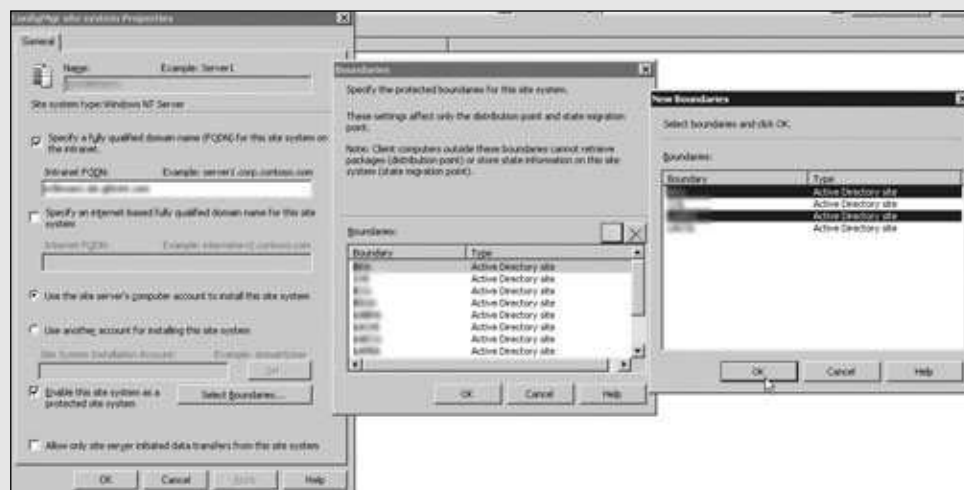 ConfigMgr site system Properties
General
Name: Example: Server1
Site system type: Windows NT Server
Specify a fully qualified domain name (FQDN) for this site system on
the intranet.
Intranet FQDN: Example: server1.corp.contoso.com
Specify an internet-based fully qualified domain name for this site
system
Internet FQDN: Example:
Use the site server's computer account to install this site system
Use another account for installing this site system
Site System Installation Account: Example: domain\user
Set
Enable this site system as a
protected site system
Select Boundaries...
Allow only site server initiated data transfers from this site system
OK Cancel Apply Help
Boundaries
Specify the protected boundaries for this site system.
These settings affect only the distribution point and state migration
point.
Note: Client computers outside these boundaries cannot retrieve
packages (distribution point) or store state information on this site
system (state migration point).
Boundaries:
Boundary Type
Active Directory site
Active Directory site
Active Directory site
Active Directory site
Active Directory site
Active Directory site
Active Directory site
Active Directory site
OK Cancel Help
New Boundaries
Select boundaries and click OK.
Boundaries:
Boundary Type
Active Directory site
Active Directory site
Active Directory site
Active Directory site
OK Cancel Help